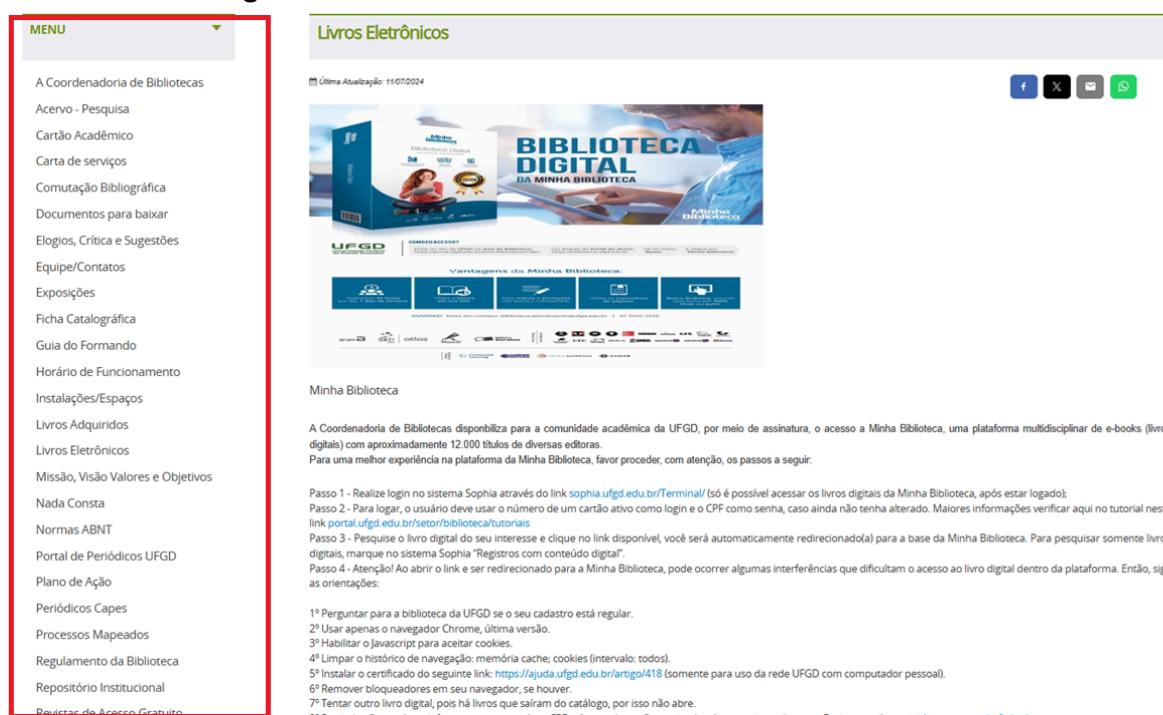 MENU
A Coordenadoria de Bibliotecas
Acervo - Pesquisa
Cartão Acadêmico
Carta de serviços
Comutação Bibliográfica
Documentos para baixar
Elogios, Crítica e Sugestões
Equipe/Contatos
Exposições
Ficha Catalográfica
Guia do Formando
Horário de Funcionamento
Instalações/Espaços
Livros Adquiridos
Livros Eletrônicos
Missão, Visão Valores e Objetivos
Nada Consta
Normas ABNT
Portal de Periódicos UFGD
Plano de Ação
Periódicos Capes
Processos Mapeados
Regulamento da Biblioteca
Repositório Institucional
Revistas de Acesso Gratuito
Livros Eletrônicos
Última Atualização: 11/07/2024
Minha Biblioteca
Biblioteca Digital
BIBLIOTECA
DIGITAL
DA MINHA BIBLIOTECA
Minha
Biblioteca
UFGD
COMO EU ACESSO?
Vantagens da Minha Biblioteca:
atlas
Minha Biblioteca
A Coordenadoria de Bibliotecas disponbiliza para a comunidade acadêmica da UFGD, por meio de assinatura, o acesso a Minha Biblioteca, uma plataforma multidisciplinar de e-books (livro
digitais) com aproximadamente 12.000 títulos de diversas editoras.
Para uma melhor experiência na plataforma da Minha Biblioteca, favor proceder, com atenção, os passos a seguir:
Passo 1 - Realize login no sistema Sophia através do link sophia.ufgd.edu.br/Terminal/ (só é possível acessar os livros digitais da Minha Biblioteca, após estar logado);
Passo 2 - Para logar, o usuário deve usar o número de um cartão ativo como login e o CPF como senha, caso ainda não tenha alterado. Maiores informações verificar aqui no tutorial nes
link portal.ufgd.edu.br/setor/biblioteca/tutoriais
Passo 3 - Pesquise o livro digital do seu interesse e clique no link disponível, você será automaticamente redirecionado(a) para a base da Minha Biblioteca. Para pesquisar somente livro
digitais, marque no sistema Sophia "Registros com conteúdo digital".
Passo 4 - Atenção! Ao abrir o link e ser redirecionado para a Minha Biblioteca, pode ocorrer algumas interferências que dificultam o acesso ao livro digital dentro da plataforma. Então, sig
as orientações:
1º Perguntar para a biblioteca da UFGD se o seu cadastro está regular.
2º Usar apenas o navegador Chrome, última versão.
3º Habilitar o Javascript para aceitar cookies.
4º Limpar o histórico de navegação: memória cache; cookies (intervalo: todos).
5º Instalar o certificado do seguinte link: https://ajuda.ufgd.edu.br/artigo/418 (somente para uso da rede UFGD com computador pessoal).
6º Remover bloqueadores em seu navegador, se houver.
7º Tentar outro livro digital, pois há livros que saíram do catálogo, por isso não abre.